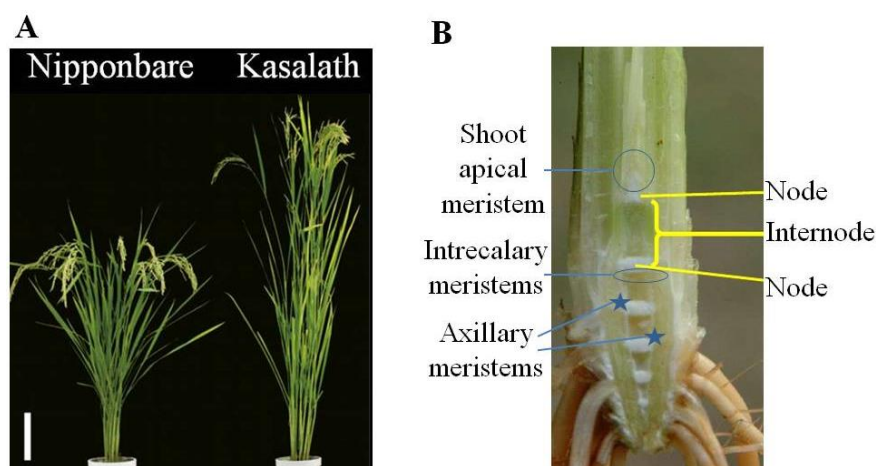 A
Nipponbare Kasalath
B
Shoot
apical
meristem
Intrecalary
meristems
Axillary
meristems
Node
Internode
Node